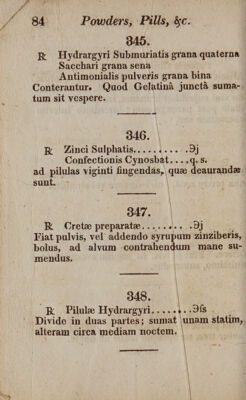 84 Powders, Pills, &c.
345.
℞ Hydrargyri Submuriatis grana quaterna
Sacchari grana sena
Antimonialis pulveris grana bina
Conterantur. Quod Gelatinâ junctâ suma-
tum sit vespere.
346.
℞ Zinci Sulphatis..........℈j
Confectionis Cynosbat....q. s.
ad pilulas viginti fingendas, quæ deaurandæ
sunt.
347.
℞ Cretæ preparatæ........℈j
Fiat pulvis, vel addendo syrupum zinziberis,
bolus, ad alvum contrahendum mane su-
mendus.
348.
℞ Pilulæ Hydrargyri........℈ſs
Divide in duas partes; sumat unam statim,
alteram circa mediam noctem.